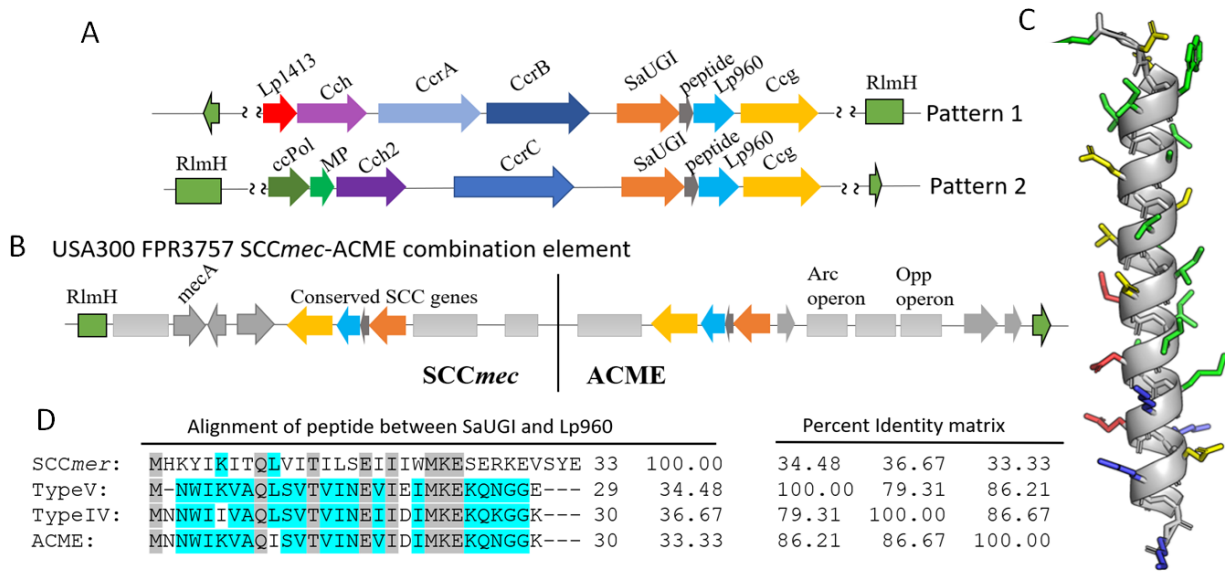 A
C
Lp1413 Cch CcrA CcrB SaUGI peptide Lp960 Ccg RlmH
Pattern 1
RlmH ccPol MP Cch2 CcrC SaUGI peptide Lp960 Ccg
Pattern 2
B USA300 FPR3757 SCCmec-ACME combination element
RlmH mecA Conserved SCC genes Arc operon Opp operon
SCCmec ACME
D Alignment of peptide between SaUGI and Lp960 Percent Identity matrix
SCCmer: MHKYIKITQLVITILSEIIIWMKESERKEVSYE 33 100.00 34.48 36.67 33.33
TypeV: M-NWIKVAQLSVTVINEVIEIMKEKQNGGE--- 29 34.48 100.00 79.31 86.21
TypeIV: MNNWIIVAQLSVTVINEIIDIMKEKQKGGK--- 30 36.67 79.31 100.00 86.67
ACME: MNNWIKVAQISVTVINEVIDIMKEKQNGGK--- 30 33.33 86.21 86.67 100.00